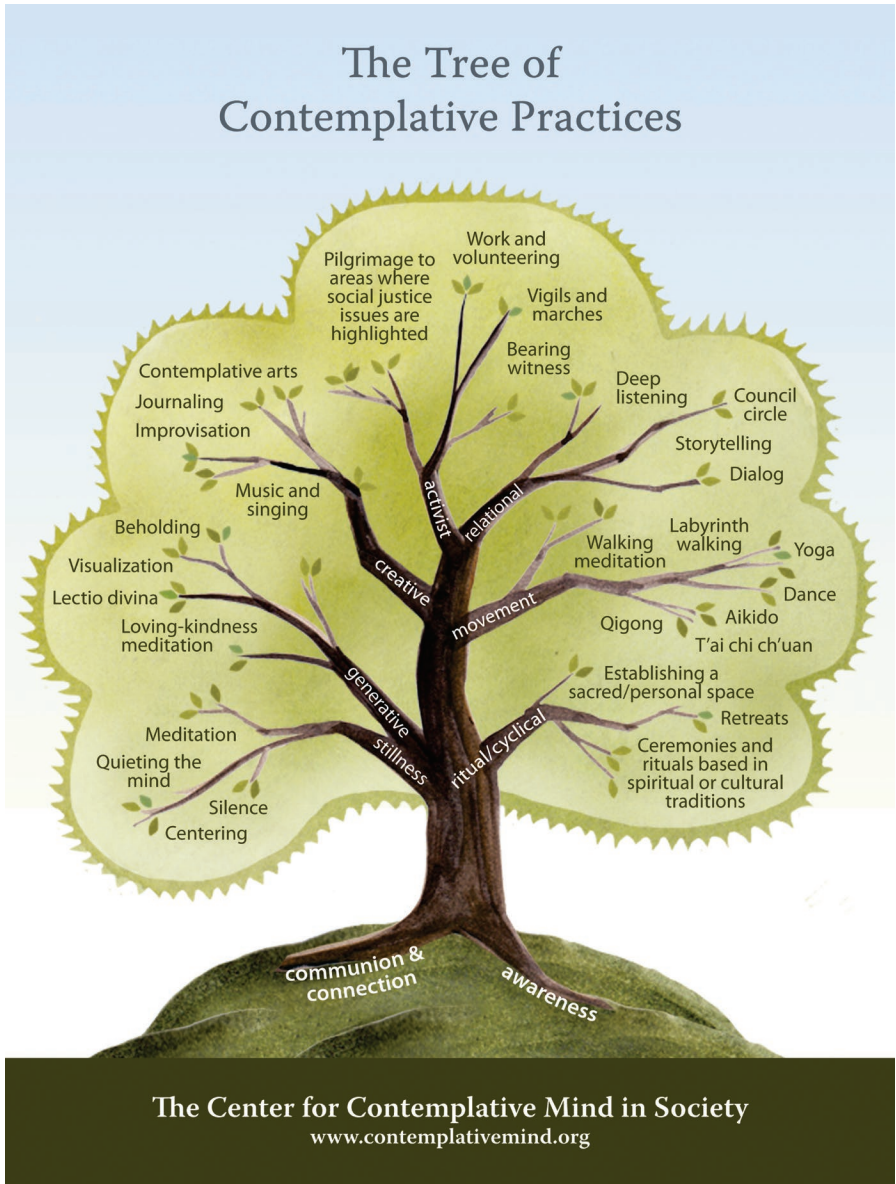 The Tree of
Contemplative Practices
Work and
volunteering
Pilgrimage to
areas where
social justice
issues are
highlighted
Vigils and
marches
Bearing
witness
Deep
listening
Council
circle
Storytelling
Dialog
Contemplative arts
Journaling
Improvisation
Music and
singing
activist
relational
creative
movement
Beholding
Visualization
Lectio divina
Loving-kindness
meditation
Walking
meditation
Labyrinth
walking
Yoga
Dance
Aikido
Qigong
T'ai chi ch'uan
generative
stillness
ritual/cyclical
Meditation
Quieting the
mind
Silence
Centering
Establishing a
sacred/personal space
Retreats
Ceremonies and
rituals based in
spiritual or cultural
traditions
communion &
connection
awareness
The Center for Contemplative Mind in Society
www.contemplativemind.org